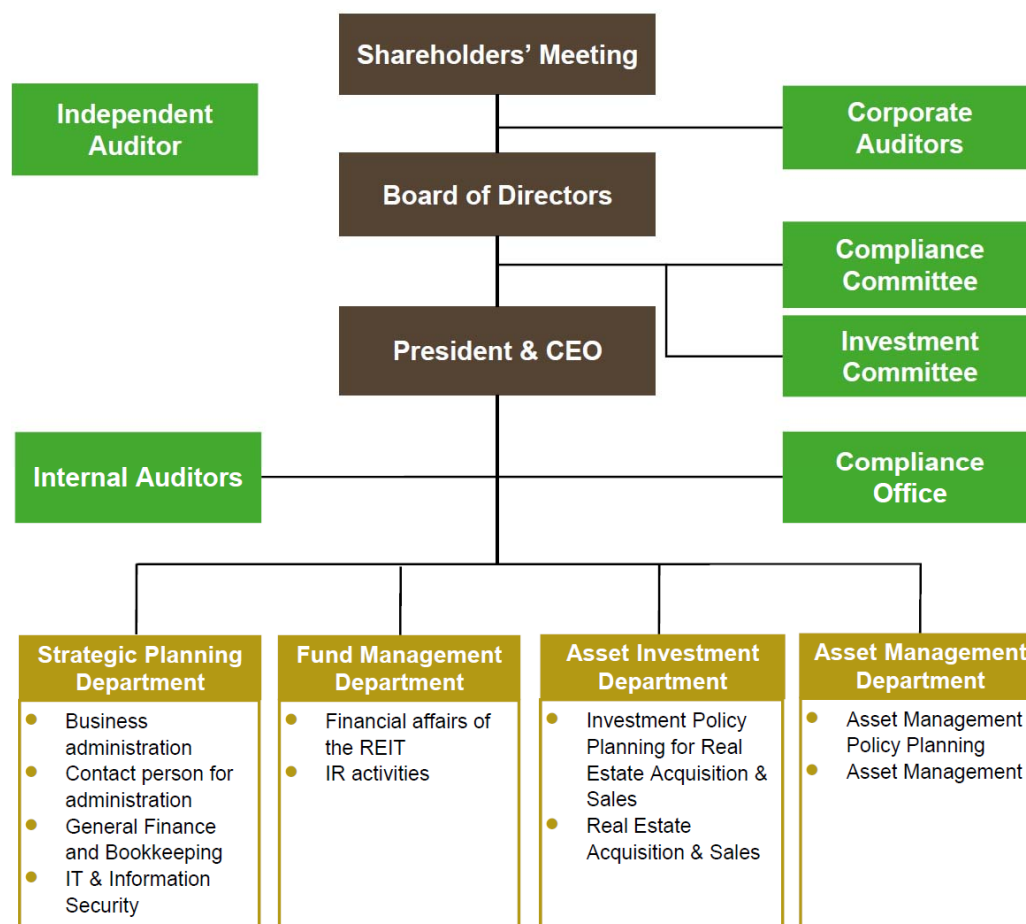 Shareholders’ Meeting
Independent
Auditor
Corporate
Auditors
Board of Directors
Compliance
Committee
President & CEO
Investment
Committee
Internal Auditors
Compliance
Office
Strategic Planning
Department
Business
administration
Contact person for
administration
General Finance
and Bookkeeping
IT & Information
Security
Fund Management
Department
Financial affairs of
the REIT
IR activities
Asset Investment
Department
Investment Policy
Planning for Real
Estate Acquisition &
Sales
Real Estate
Acquisition & Sales
Asset Management
Department
Asset Management
Policy Planning
Asset Management